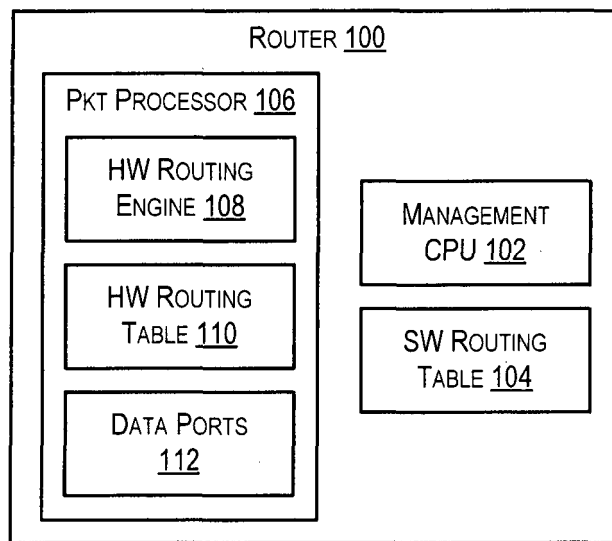 ROUTER 100
PKT PROCESSOR 106
HW ROUTING
ENGINE 108
HW ROUTING
TABLE 110
DATA PORTS
112
MANAGEMENT
CPU 102
SW ROUTING
TABLE 104